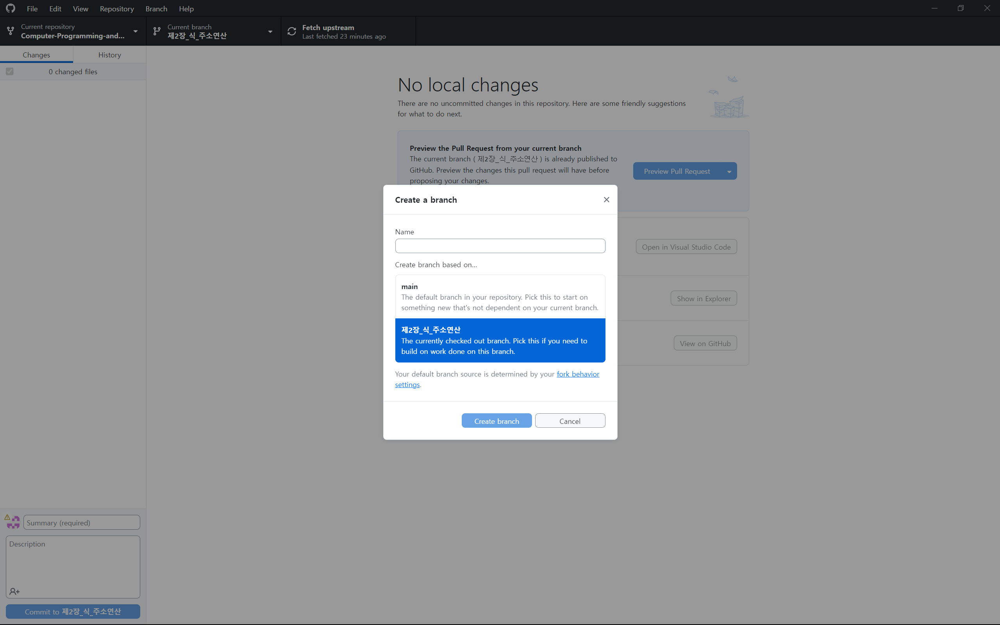 File Edit View Repository Branch Help
Current repository
Computer-Programming-and...
Current branch
제2장_식_주소연산
Fetch upstream
Last fetched 23 minutes ago
Changes History
0 changed files
No local changes
There are no uncommitted changes in this repository. Here are some friendly suggestions
for what to do next.
Preview the Pull Request from your current branch
The current branch ( 제2장_식_주소연산 ) is already published to
GitHub. Preview the changes this pull request will have before
proposing your changes.
Preview Pull Request
Create a branch
Name
Open in Visual Studio Code
Create branch based on...
main
The default branch in your repository. Pick this to start on
something new that's not dependent on your current branch.
Show in Explorer
제2장_식_주소연산
The currently checked out branch. Pick this if you need to
build on work done on this branch.
View on GitHub
Your default branch source is determined by your fork behavior
settings.
Create branch Cancel
Summary (required)
Description
Commit to 제2장_식_주소연산